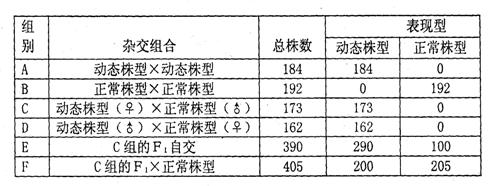 组别 杂交组合 总株数 表现型
动态株型 正常株型
A 动态株型×动态株型 184 184 0
B 正常株型×正常株型 192 0 192
C 动态株型(♀)×正常株型(♂) 173 173 0
D 动态株型(♂)×正常株型(♀) 162 162 0
E C组的F₁自交 390 290 100
F C组的F₁×正常株型 405 200 205